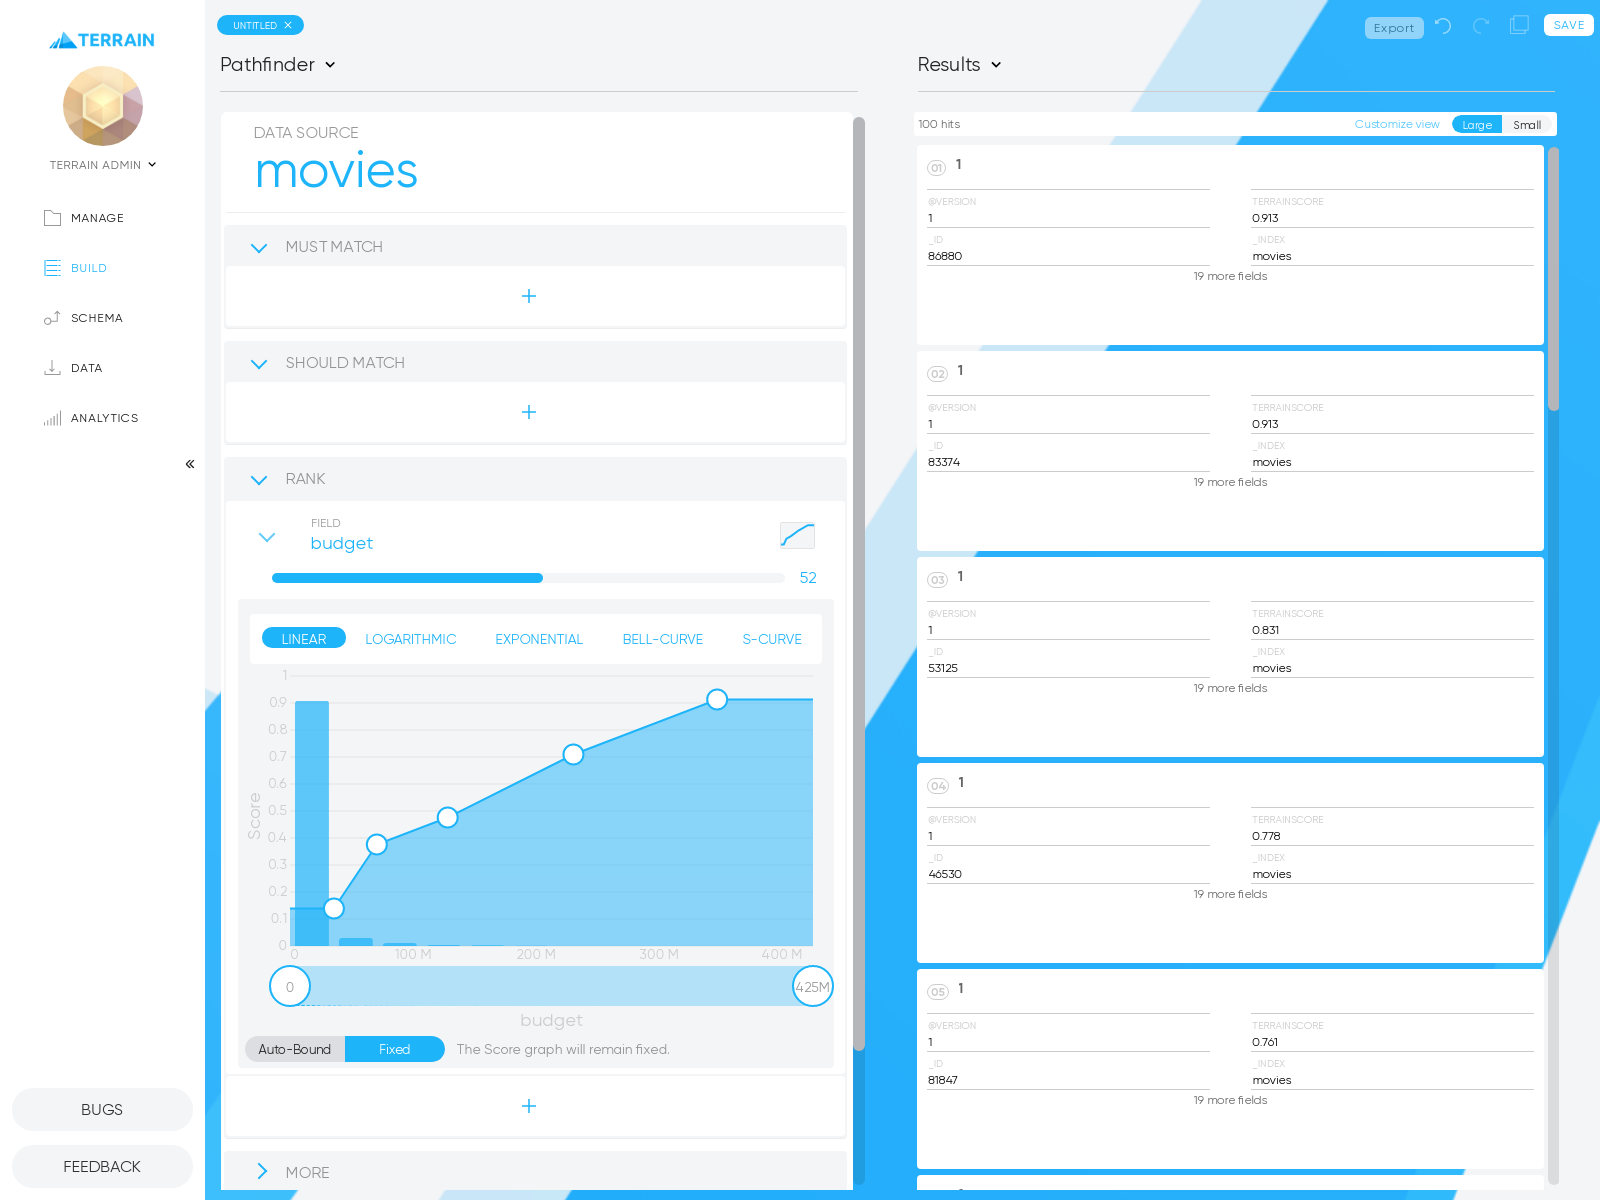 TERRAIN
TERRAIN ADMIN
MANAGE
BUILD
SCHEMA
DATA
ANALYTICS
BUGS
FEEDBACK
UNTITLED
Pathfinder
DATA SOURCE
movies
MUST MATCH
+
SHOULD MATCH
+
RANK
FIELD
budget
52
LINEAR LOGARITHMIC EXPONENTIAL BELL-CURVE S-CURVE
1
0.9
0.8
0.7
0.6
0.5
0.4
0.3
0.2
0.1
0
Score
0 100 M 200 M 300 M 400 M
0 425M
budget
Auto-Bound Fixed The Score graph will remain fixed.
+
MORE
Export SAVE
Results
100 hits Customize view Large Small
01 1
@VERSION TERRAINSCORE
1 0.913
_ID _INDEX
86880 movies
19 more fields
02 1
@VERSION TERRAINSCORE
1 0.913
_ID _INDEX
83374 movies
19 more fields
03 1
@VERSION TERRAINSCORE
1 0.831
_ID _INDEX
53125 movies
19 more fields
04 1
@VERSION TERRAINSCORE
1 0.778
_ID _INDEX
46530 movies
19 more fields
05 1
@VERSION TERRAINSCORE
1 0.761
_ID _INDEX
81847 movies
19 more fields